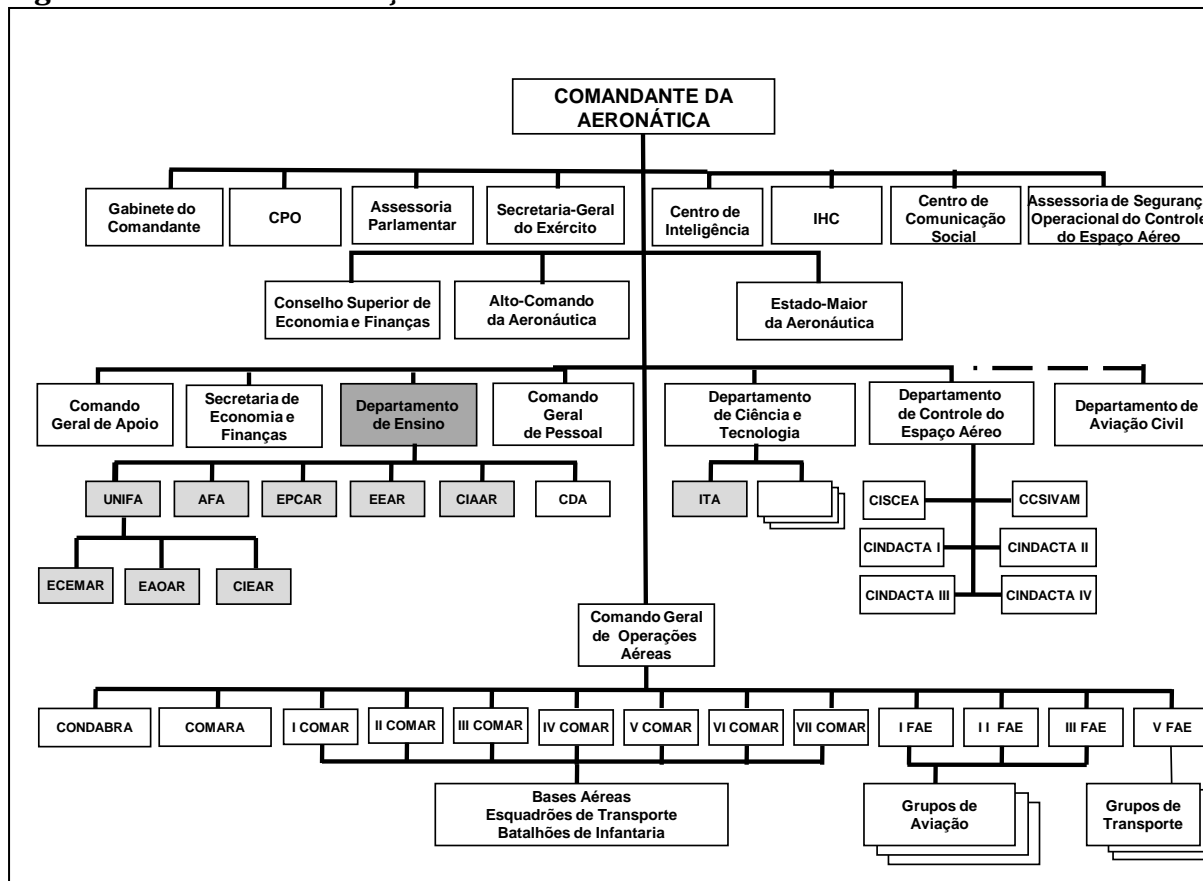 COMANDANTE DA
AERONÁTICA
Gabinete do
Comandante
CPO
Assessoria
Parlamentar
Secretaria-Geral
do Exército
Centro de
Inteligência
IHC
Centro de
Comunicação
Social
Assessoria de Seguranç
Operacional do Controle
do Espaço Aéreo
Conselho Superior de
Economia e Finanças
Alto-Comando
da Aeronáutica
Estado-Maior
da Aeronáutica
Comando
Geral de Apoio
Secretaria de
Economia e
Finanças
Departamento
de Ensino
Comando
Geral
de Pessoal
Departamento
de Ciência e
Tecnologia
Departamento
de Controle do
Espaço Aéreo
Departamento de
Aviação Civil
UNIFA
AFA
EPCAR
EEAR
CIAAR
CDA
ITA
CISCEA
CCSIVAM
CINDACTA I
CINDACTA II
CINDACTA III
CINDACTA IV
ECEMAR
EAOAR
CIEAR
Comando Geral
de Operações
Aéreas
CONDABRA
COMARA
I COMAR
II COMAR
III COMAR
IV COMAR
V COMAR
VI COMAR
VII COMAR
I FAE
I I FAE
III FAE
V FAE
Bases Aéreas
Esquadrões de Transporte
Batalhões de Infantaria
Grupos de
Aviação
Grupos de
Transporte